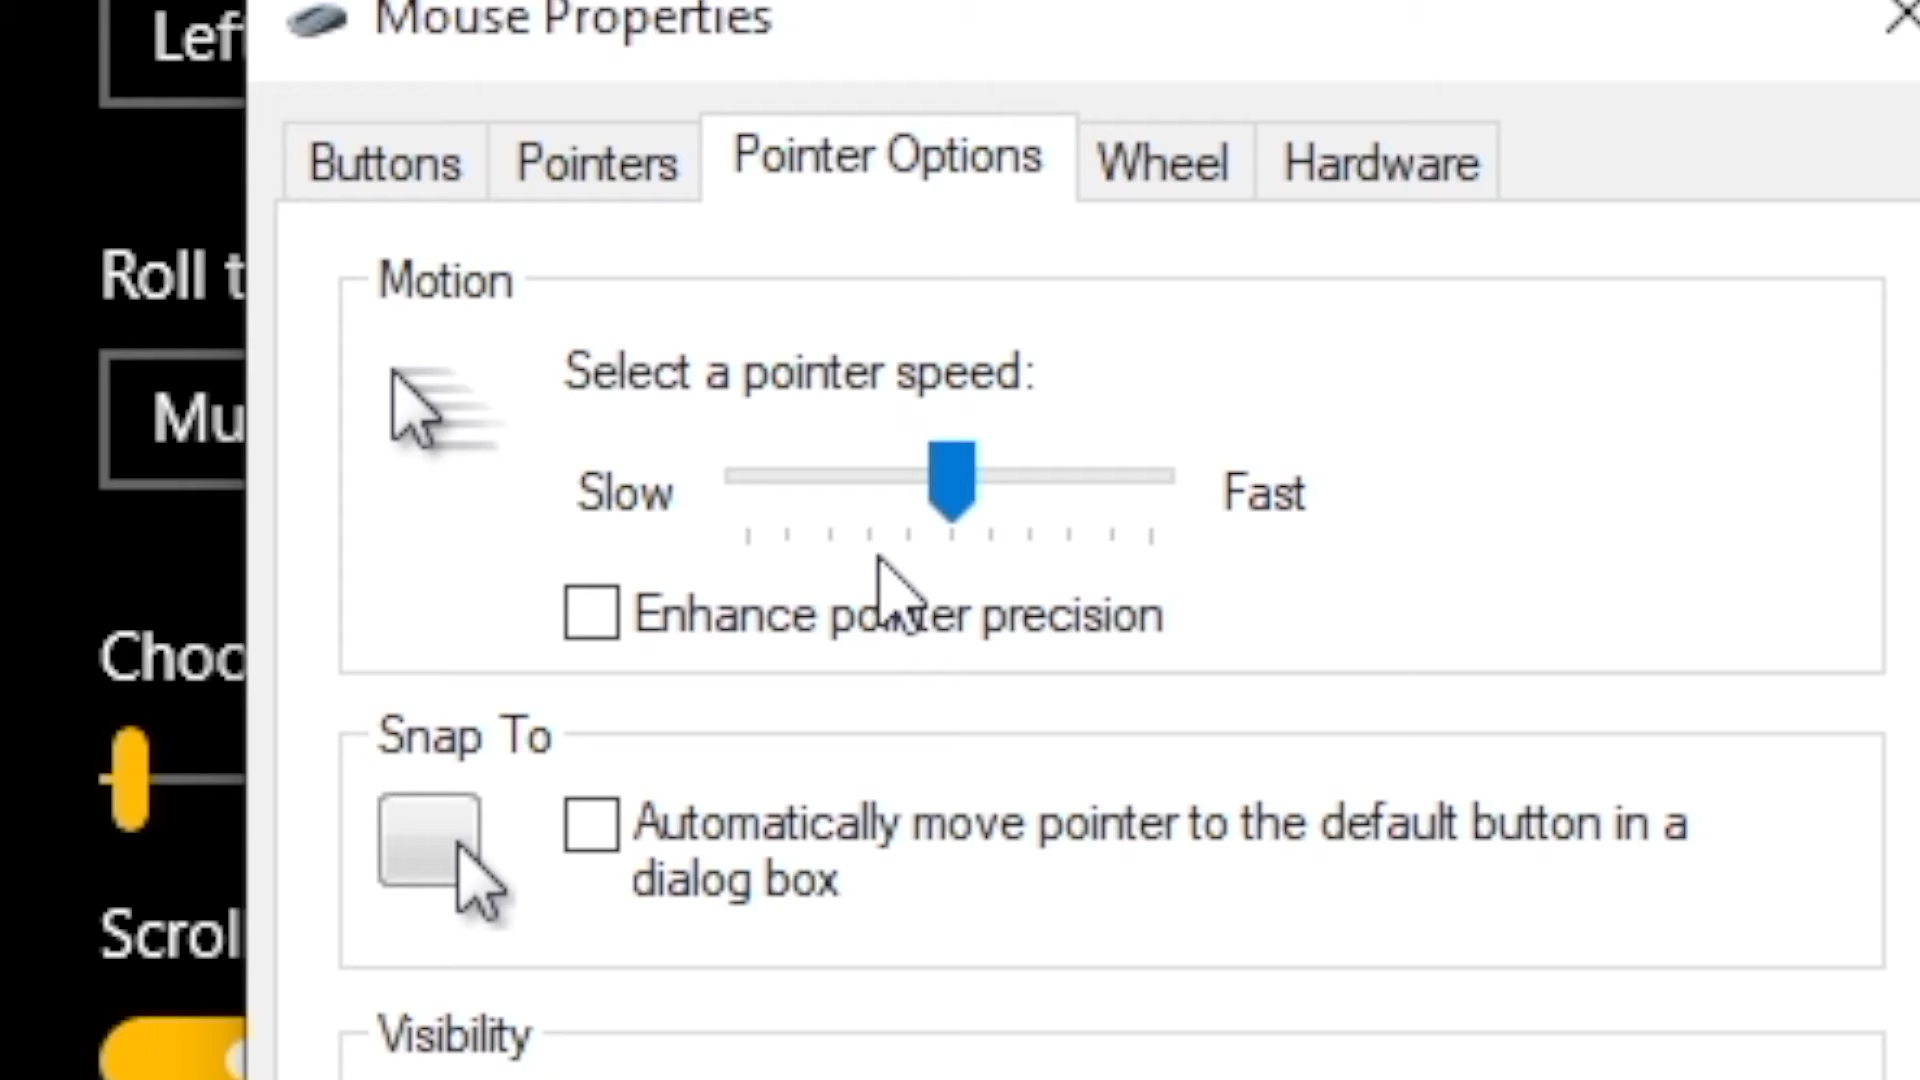 Mouse Properties
Left
Buttons
Pointers
Pointer Options
Wheel
Hardware
Roll t
Motion
Select a pointer speed:
Mu
Slow
Fast
Enhance pointer precision
Choo
Snap To
Automatically move pointer to the default button in a
dialog box
Scrol
Visibility